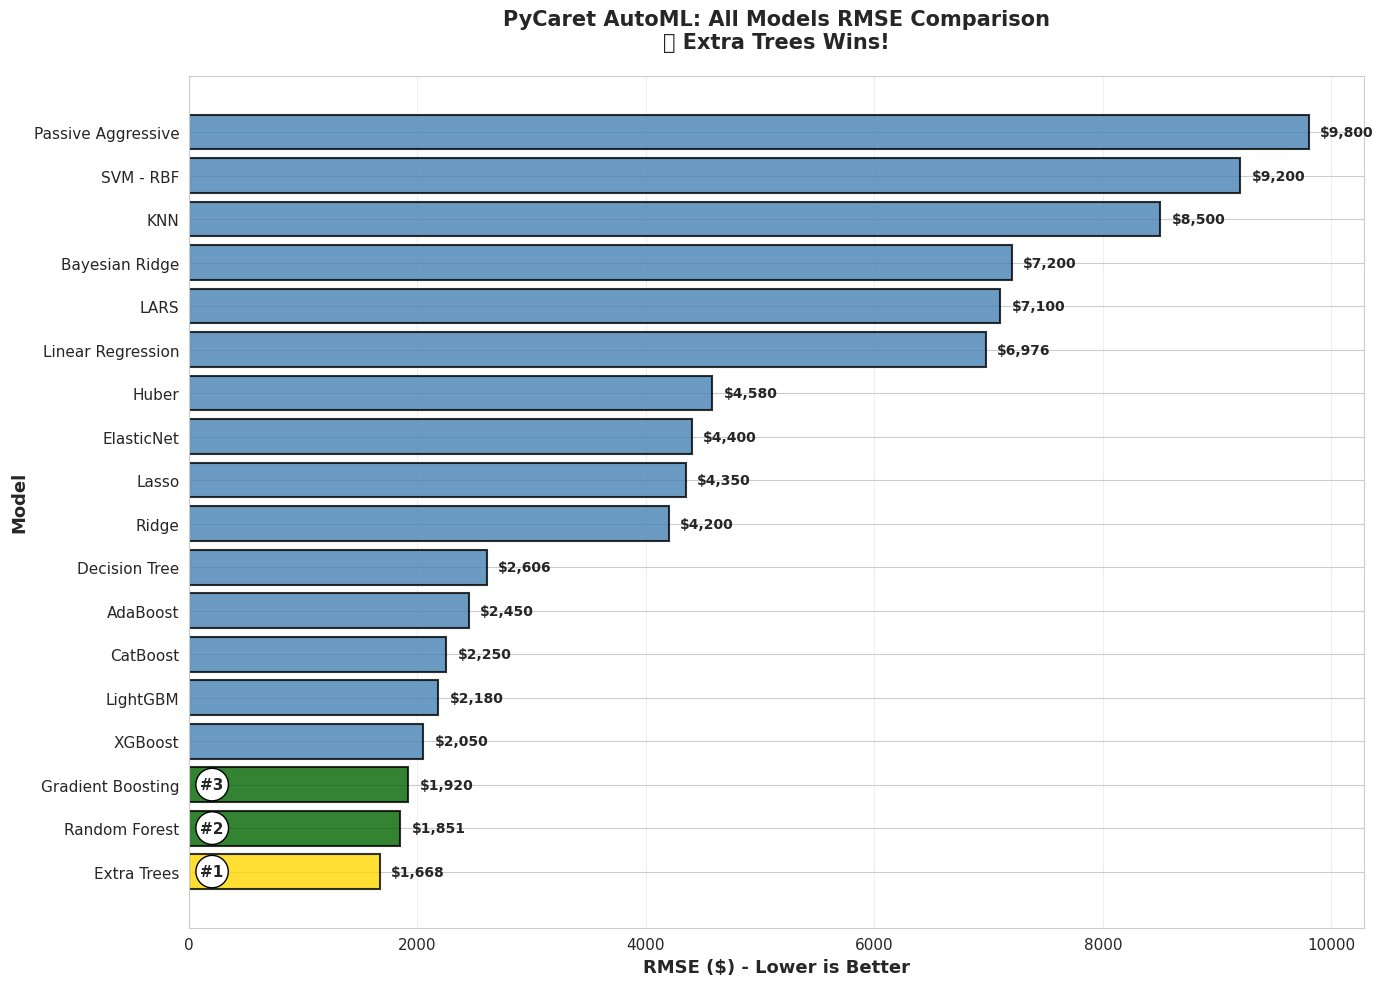 PyCaret AutoML: All Models RMSE Comparison
Extra Trees Wins!
Passive Aggressive $9,800
SVM - RBF $9,200
KNN $8,500
Bayesian Ridge $7,200
LARS $7,100
Linear Regression $6,976
Huber $4,580
ElasticNet $4,400
Lasso $4,350
Ridge $4,200
Decision Tree $2,606
AdaBoost $2,450
CatBoost $2,250
LightGBM $2,180
XGBoost $2,050
Gradient Boosting #3 $1,920
Random Forest #2 $1,851
Extra Trees #1 $1,668
Model
0 2000 4000 6000 8000 10000
RMSE ($) - Lower is Better